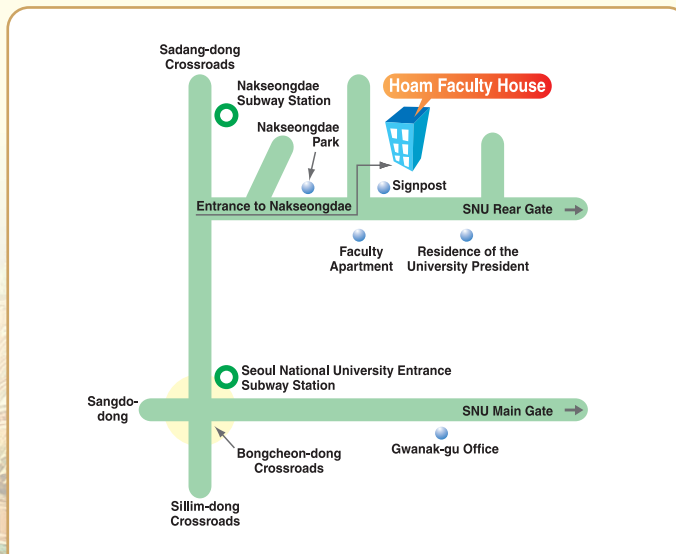 Sadang-dong
Crossroads
Nakseongdae
Subway Station
Hoam Faculty House
Nakseongdae
Park
Signpost
Entrance to Nakseongdae
SNU Rear Gate
Faculty
Apartment
Residence of the
University President
Seoul National University Entrance
Subway Station
Sangdo-
dong
SNU Main Gate
Gwanak-gu Office
Bongcheon-dong
Crossroads
Sillim-dong
Crossroads